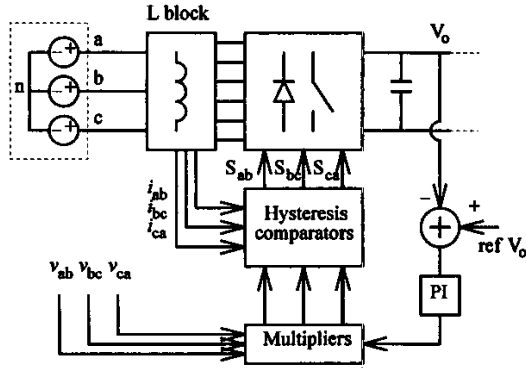 L block
a
n
b
c
V_o
S_ab S_bc S_ca
i_ab
i_bc
i_ca
Hysteresis
comparators
− +
+
ref V_o
v_ab v_bc v_ca
PI
Multipliers